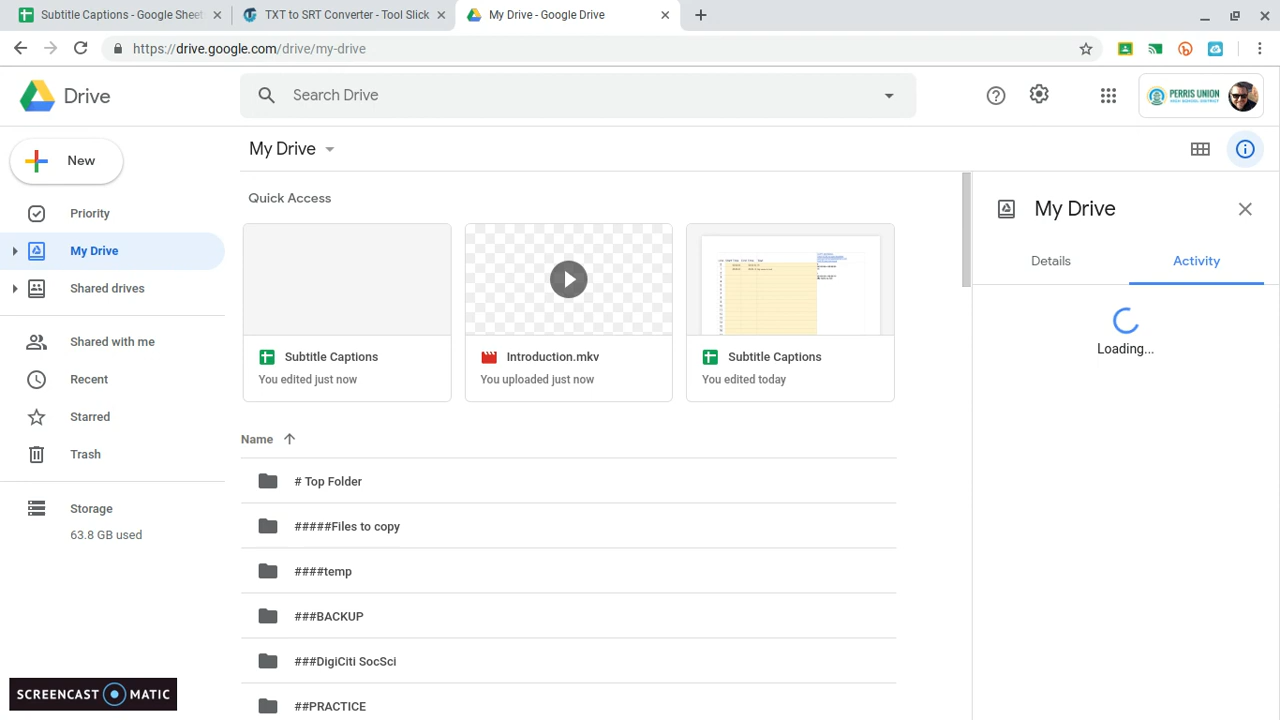 Subtitle Captions - Google Sheet
TXT to SRT Converter - Tool Slick
My Drive - Google Drive
https://drive.google.com/drive/my-drive
Drive
Search Drive
PERRIS UNION
HIGH SCHOOL DISTRICT
New
My Drive
Priority
My Drive
Shared drives
Shared with me
Recent
Starred
Trash
Storage
63.8 GB used
Quick Access
Subtitle Captions
You edited just now
Introduction.mkv
You uploaded just now
Subtitle Captions
You edited today
Name
# Top Folder
#####Files to copy
####temp
###BACKUP
###DigiCiti SocSci
##PRACTICE
My Drive
Details
Activity
Loading...
SCREENCAST MATIC